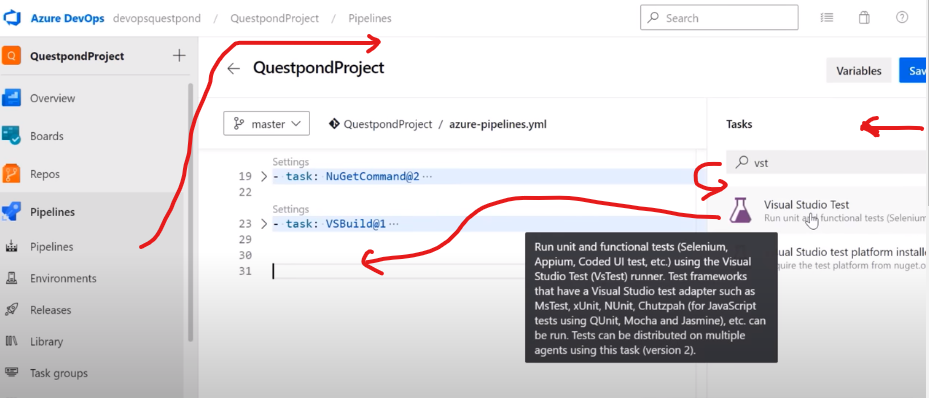 Azure DevOps devopsquestpond / QuestpondProject / Pipelines
Search
Q QuestpondProject +
QuestpondProject
Variables
Sav
Overview
Boards
Repos
Pipelines
Pipelines
Environments
Releases
Library
Task groups
master
QuestpondProject / azure-pipelines.yml
Settings
19 > - task: NuGetCommand@2 ...
22
Settings
23 > - task: VSBuild@1 ...
29
30
31
Tasks
vst
Visual Studio Test
Run unit and functional tests (Selenium
ual Studio test platform installe
quire the test platform from nuget.o
Run unit and functional tests (Selenium,
Appium, Coded UI test, etc.) using the Visual
Studio Test (VsTest) runner. Test frameworks
that have a Visual Studio test adapter such as
MsTest, xUnit, NUnit, Chutzpah (for JavaScript
tests using QUnit, Mocha and Jasmine), etc. can
be run. Tests can be distributed on multiple
agents using this task (version 2).